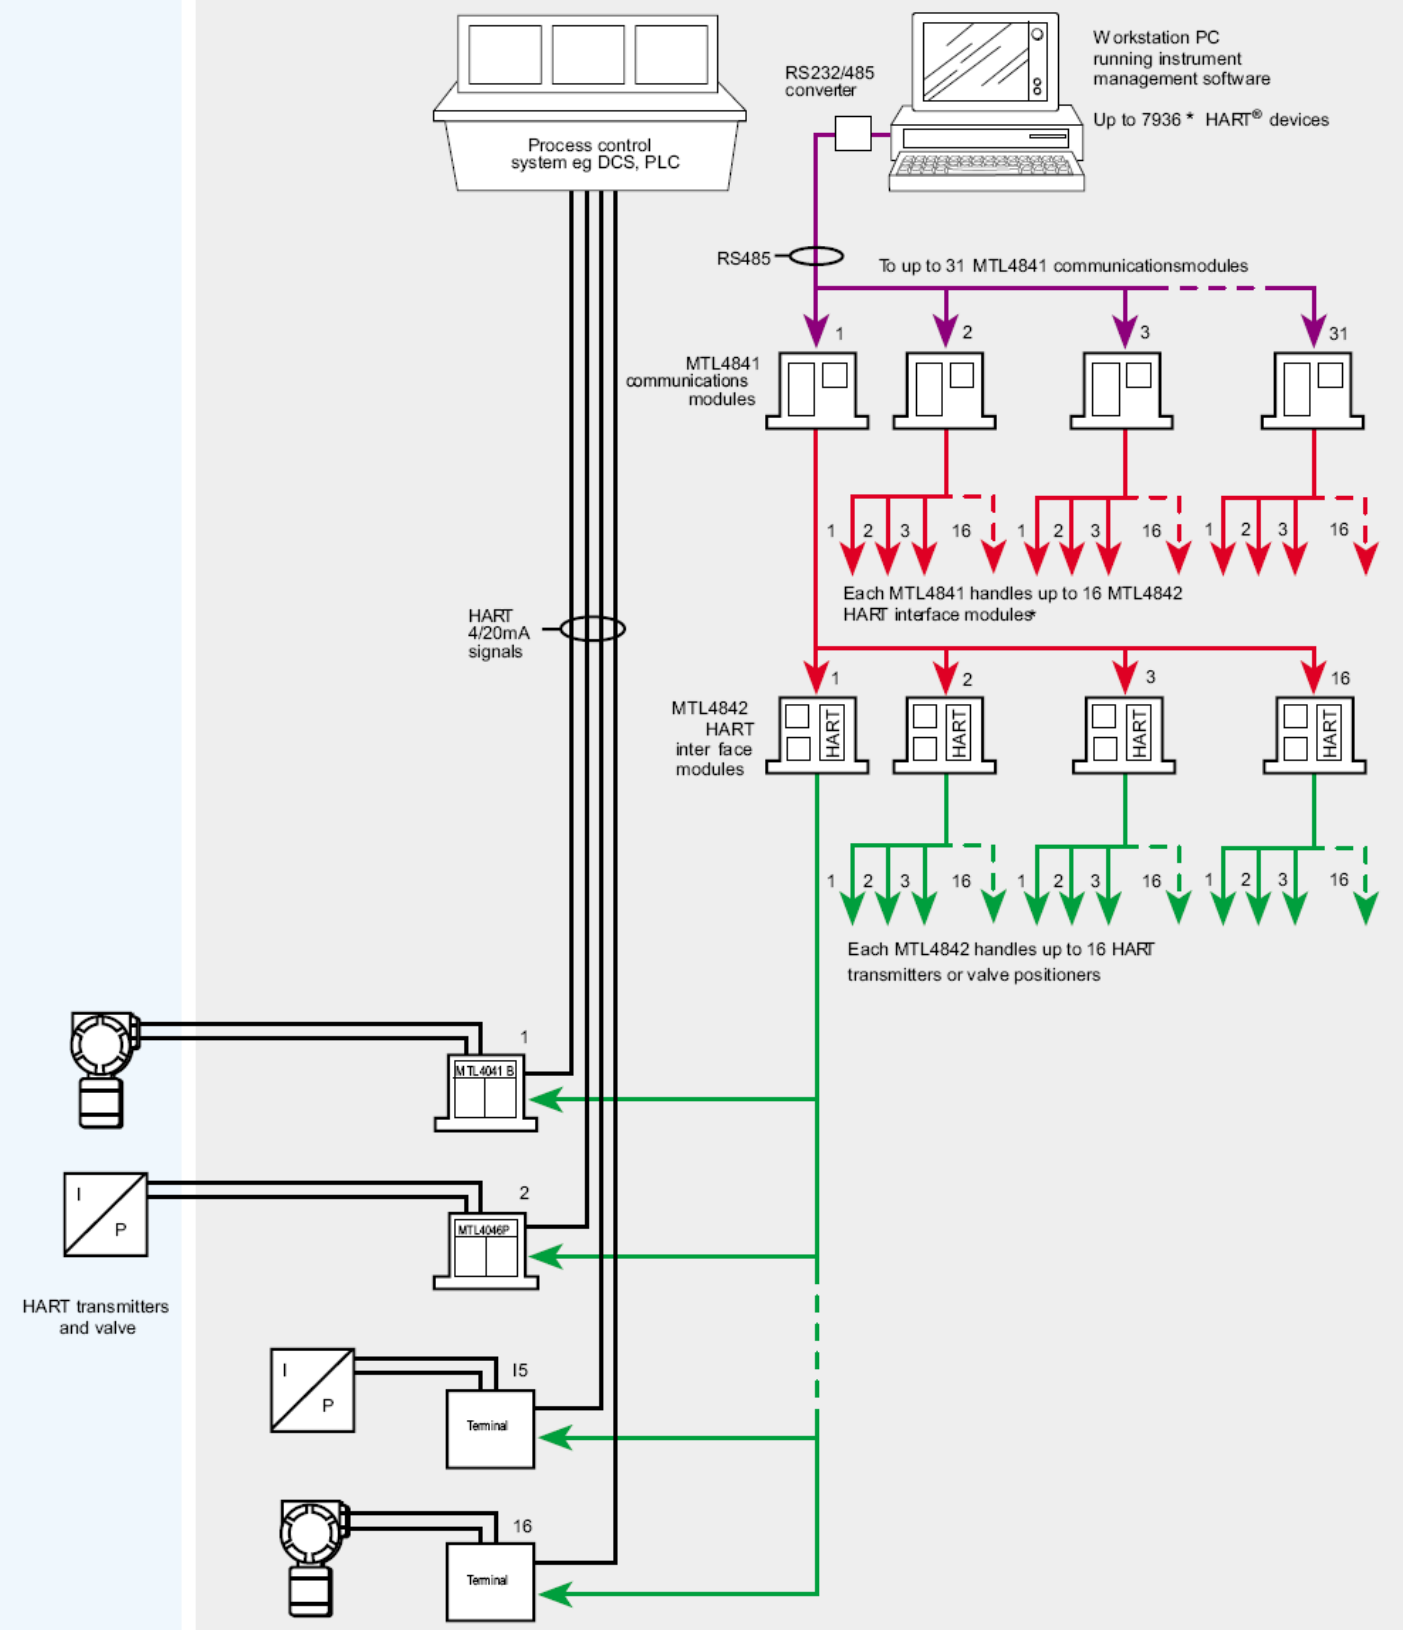 Workstation PC
running instrument
management software
Up to 7936 * HART® devices
RS232/485
converter
Process control
system eg DCS, PLC
RS485
To up to 31 MTL4841 communicationsmodules
1
2
3
31
MTL4841
communications
modules
1
2
3
16
1
2
3
16
1
2
3
16
Each MTL4841 handles up to 16 MTL4842
HART interface modules*
HART
4/20mA
signals
1
2
3
16
MTL4842
HART
inter face
modules
HART
HART
HART
HART
1
2
3
16
1
2
3
16
1
2
3
16
Each MTL4842 handles up to 16 HART
transmitters or valve positioners
1
MTL4041 B
2
I
P
MTL4046P
HART transmitters
and valve
I5
I
P
Terminal
16
Terminal